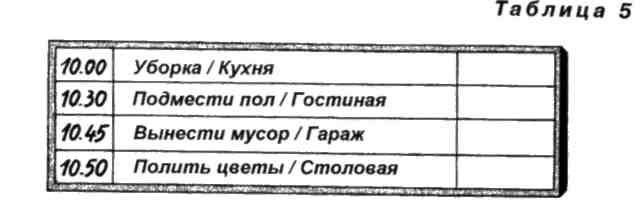 Таблица 5
10.00 Уборка / Кухня
10.30 Подмести пол / Гостиная
10.45 Вынести мусор / Гараж
10.50 Полить цветы / Столовая